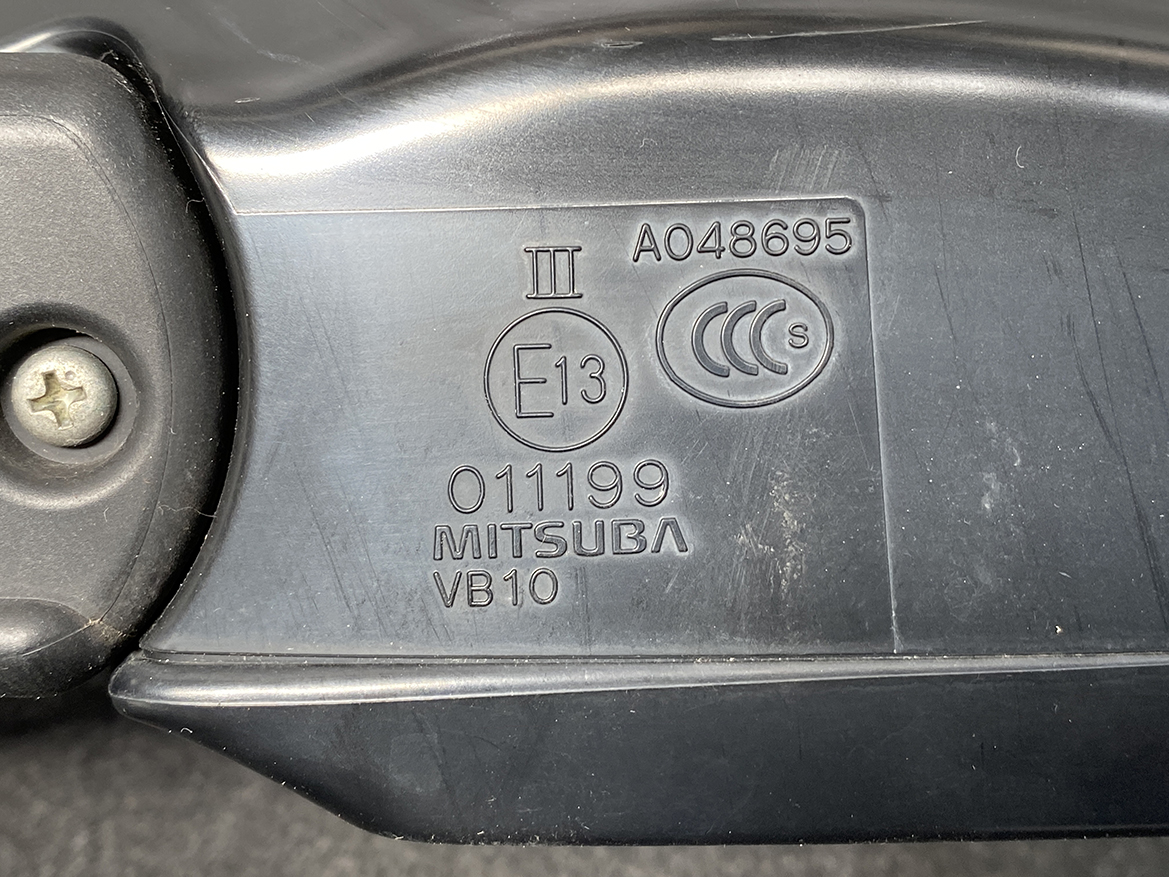 III
A048695
CCC S
E13
011199
MITSUBA
VB10